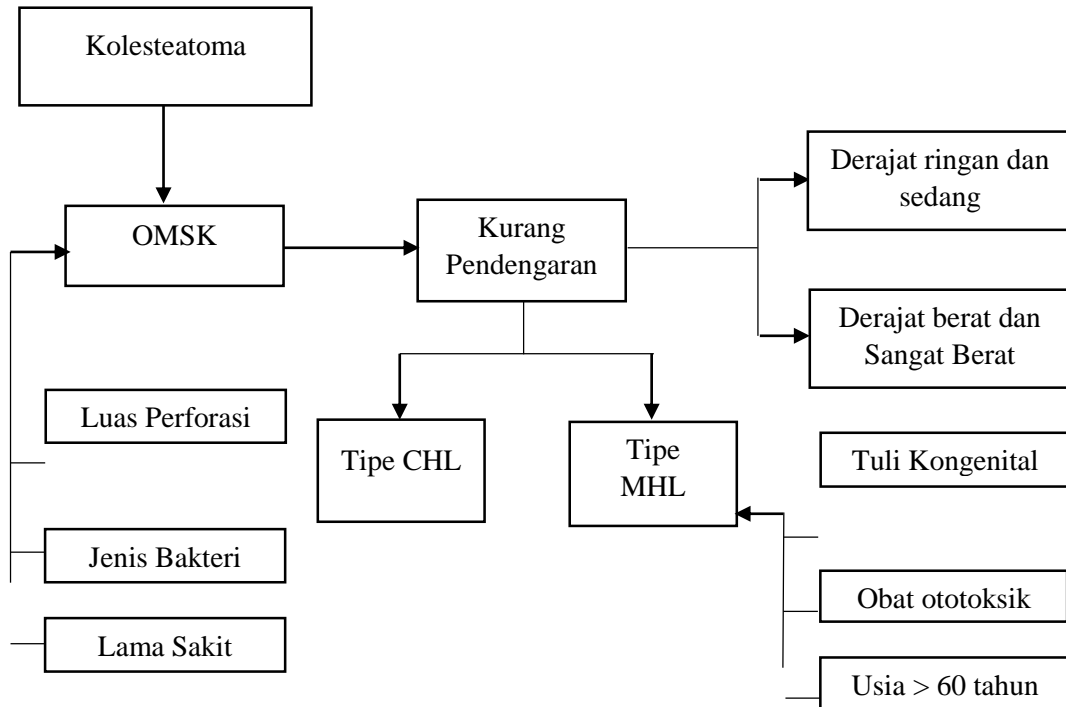 Kolesteatoma
Derajat ringan dan
sedang
OMSK
Kurang
Pendengaran
Derajat berat dan
Sangat Berat
Luas Perforasi
Tipe CHL
Tipe
MHL
Tuli Kongenital
Jenis Bakteri
Obat ototoksik
Lama Sakit
Usia > 60 tahun